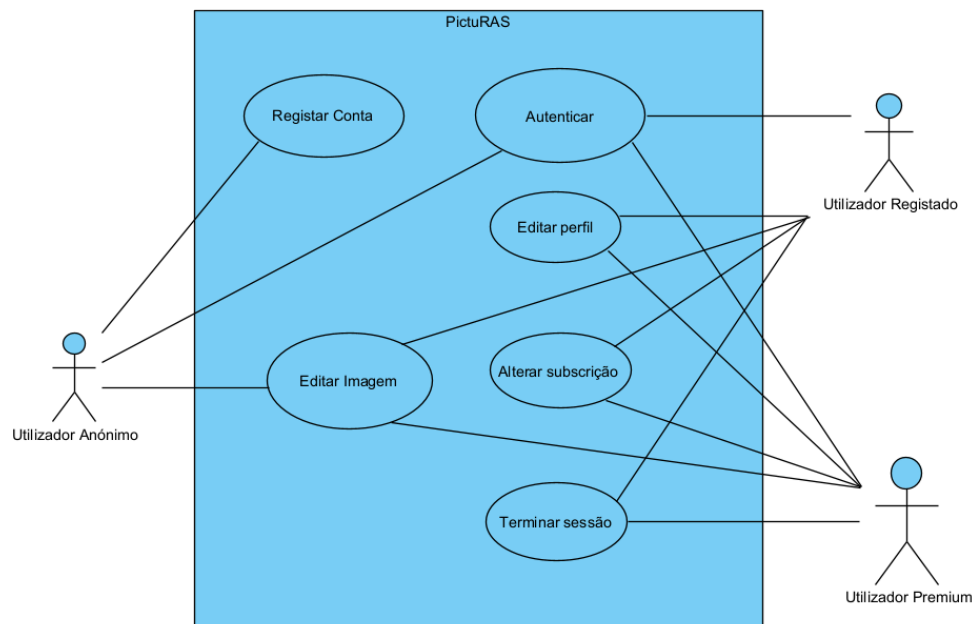 PictuRAS
Registar Conta
Autenticar
Utilizador Registado
Editar perfil
Editar Imagem
Alterar subscrição
Utilizador Anónimo
Terminar sessão
Utilizador Premium